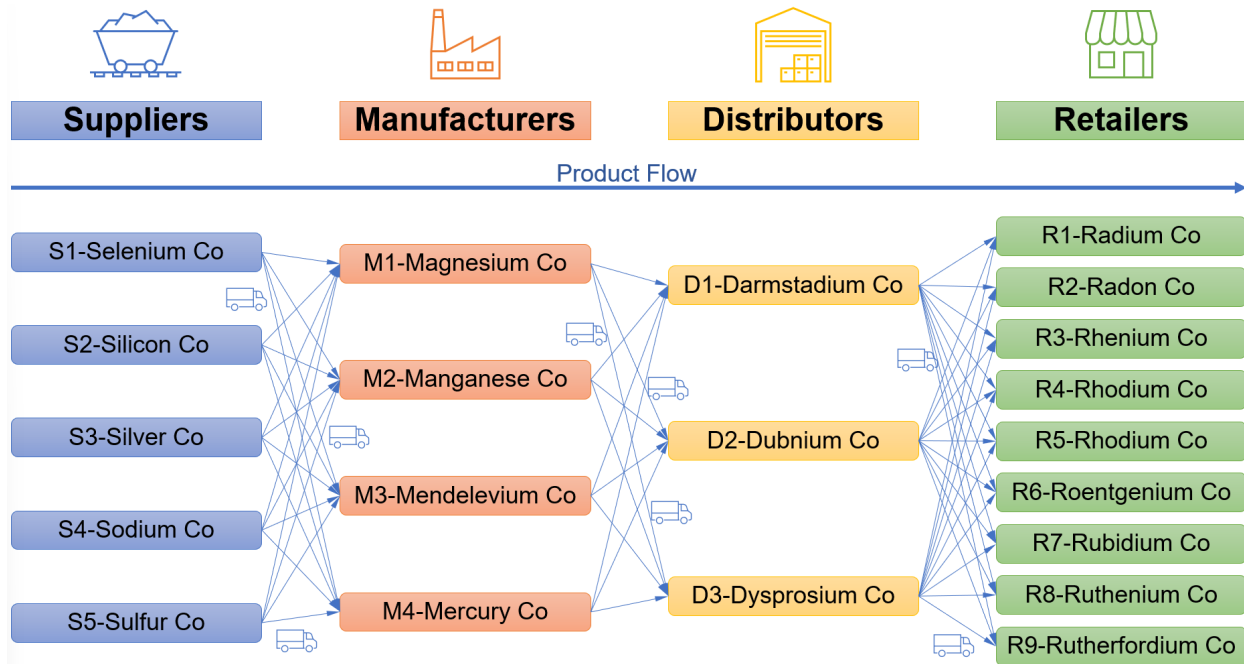 Suppliers
Manufacturers
Distributors
Retailers
Product Flow
S1-Selenium Co
S2-Silicon Co
S3-Silver Co
S4-Sodium Co
S5-Sulfur Co
M1-Magnesium Co
M2-Manganese Co
M3-Mendelevium Co
M4-Mercury Co
D1-Darmstadium Co
D2-Dubnium Co
D3-Dysprosium Co
R1-Radium Co
R2-Radon Co
R3-Rhenium Co
R4-Rhodium Co
R5-Rhodium Co
R6-Roentgenium Co
R7-Rubidium Co
R8-Ruthenium Co
R9-Rutherfordium Co